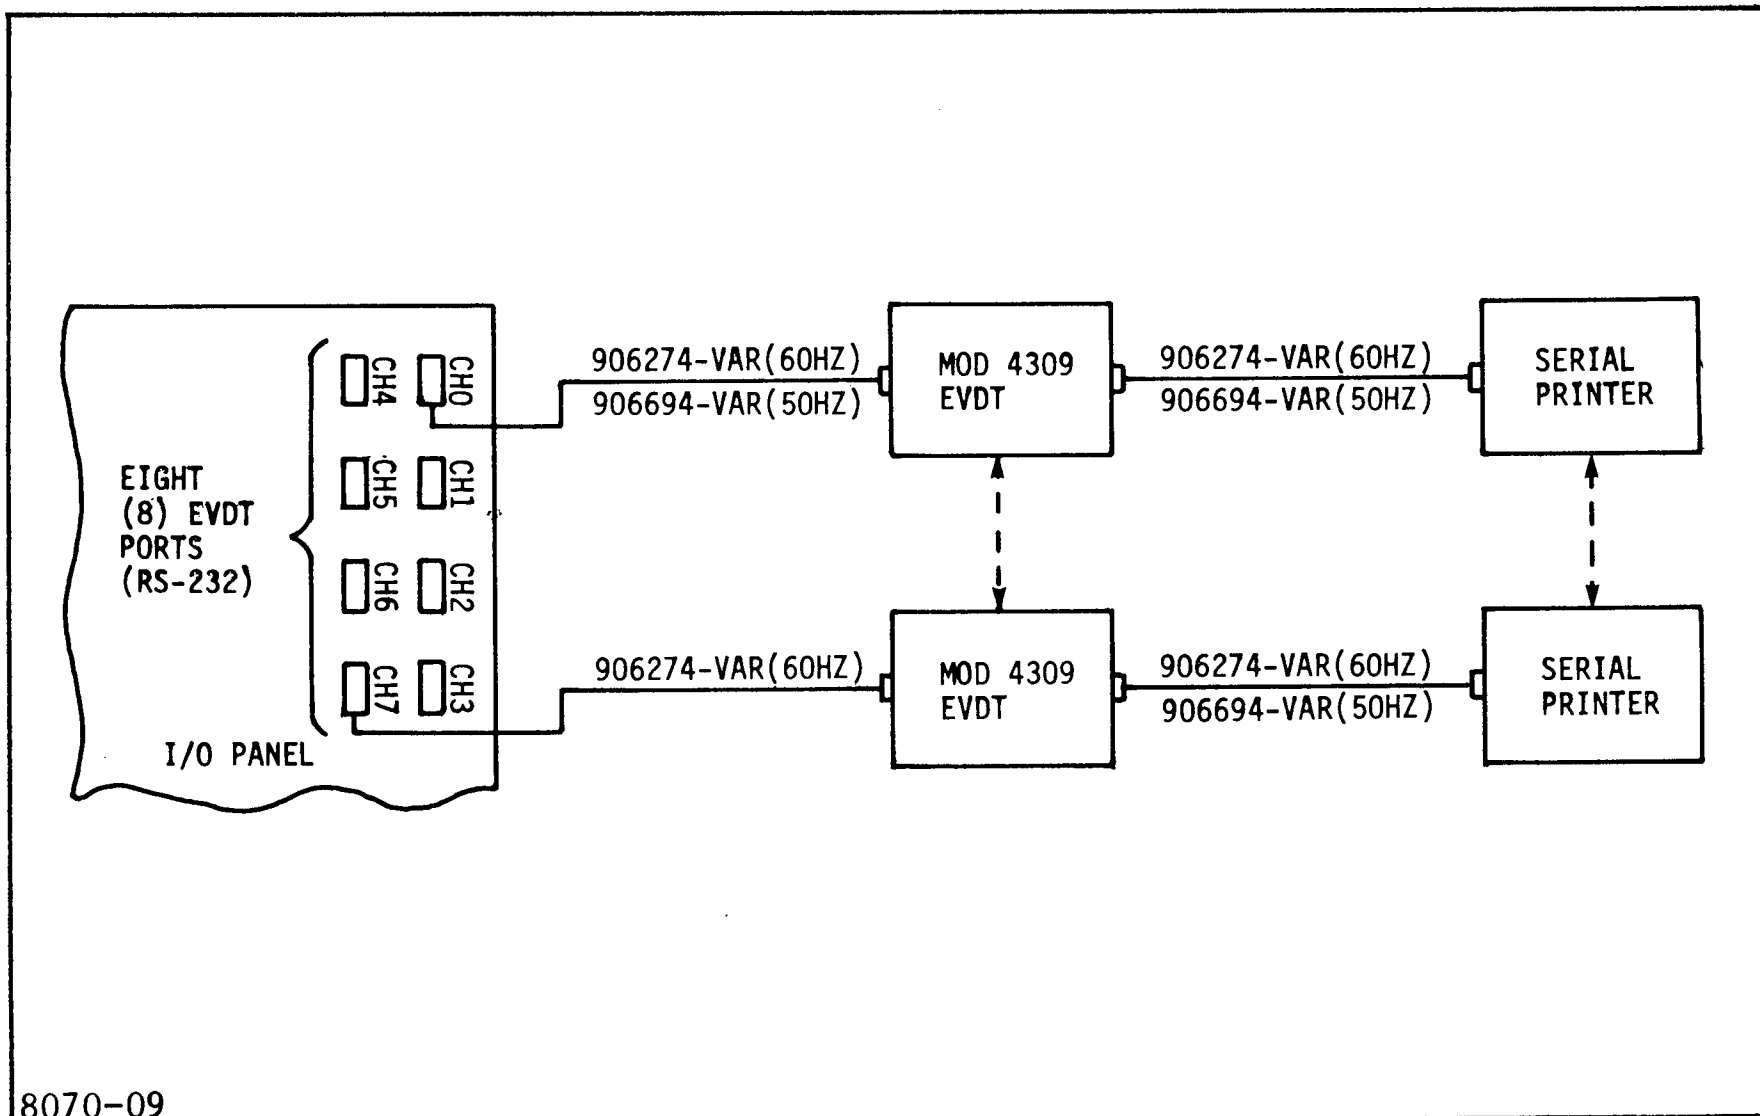 EIGHT
(8) EVDT
PORTS
(RS-232)
CH4
CH0
CH5
CH1
CH6
CH2
CH7
CH3
I/O PANEL
906274-VAR(60HZ)
906694-VAR(50HZ)
MOD 4309
EVDT
906274-VAR(60HZ)
906694-VAR(50HZ)
SERIAL
PRINTER
906274-VAR(60HZ)
MOD 4309
EVDT
906274-VAR(60HZ)
906694-VAR(50HZ)
SERIAL
PRINTER
8070-09